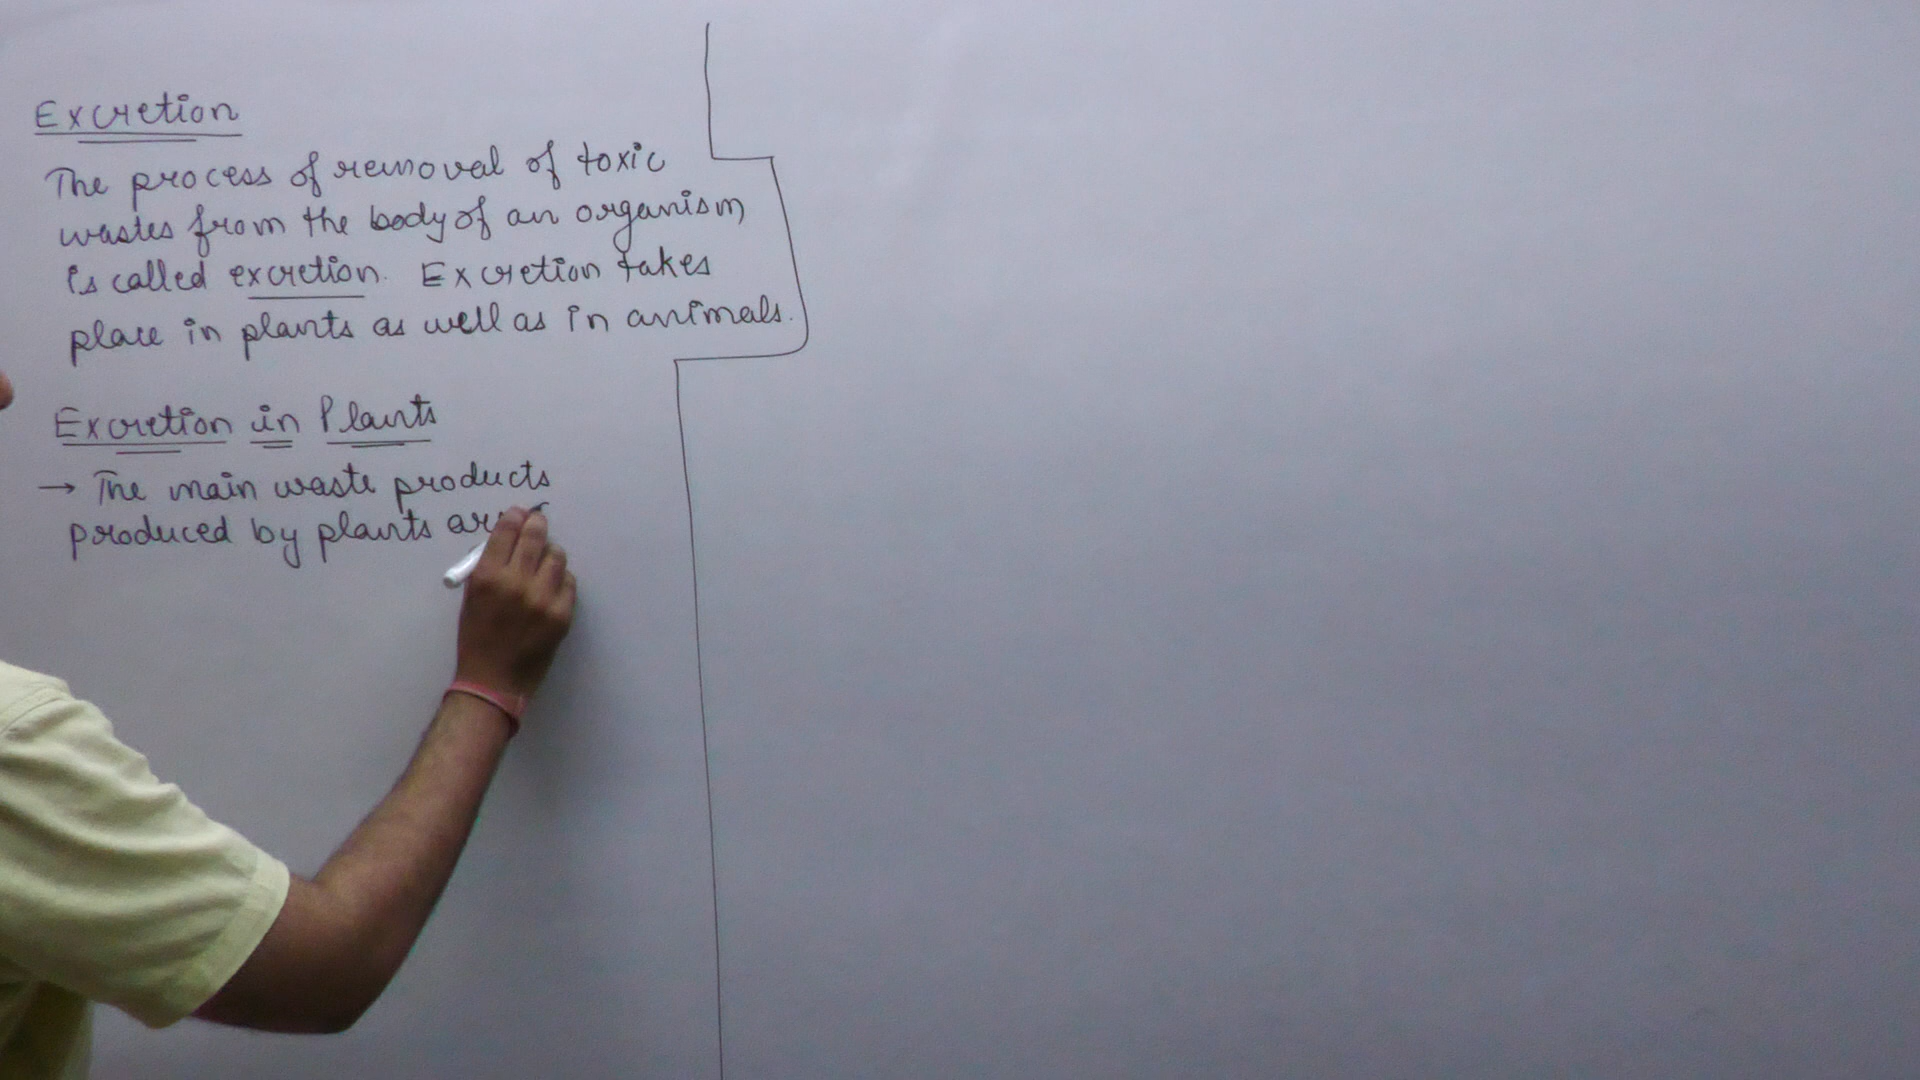 Excretion
The process of removal of toxic
wastes from the body of an organism
is called excretion. Excretion takes
place in plants as well as in animals.
Excretion in Plants
→ The main waste products
produced by plants